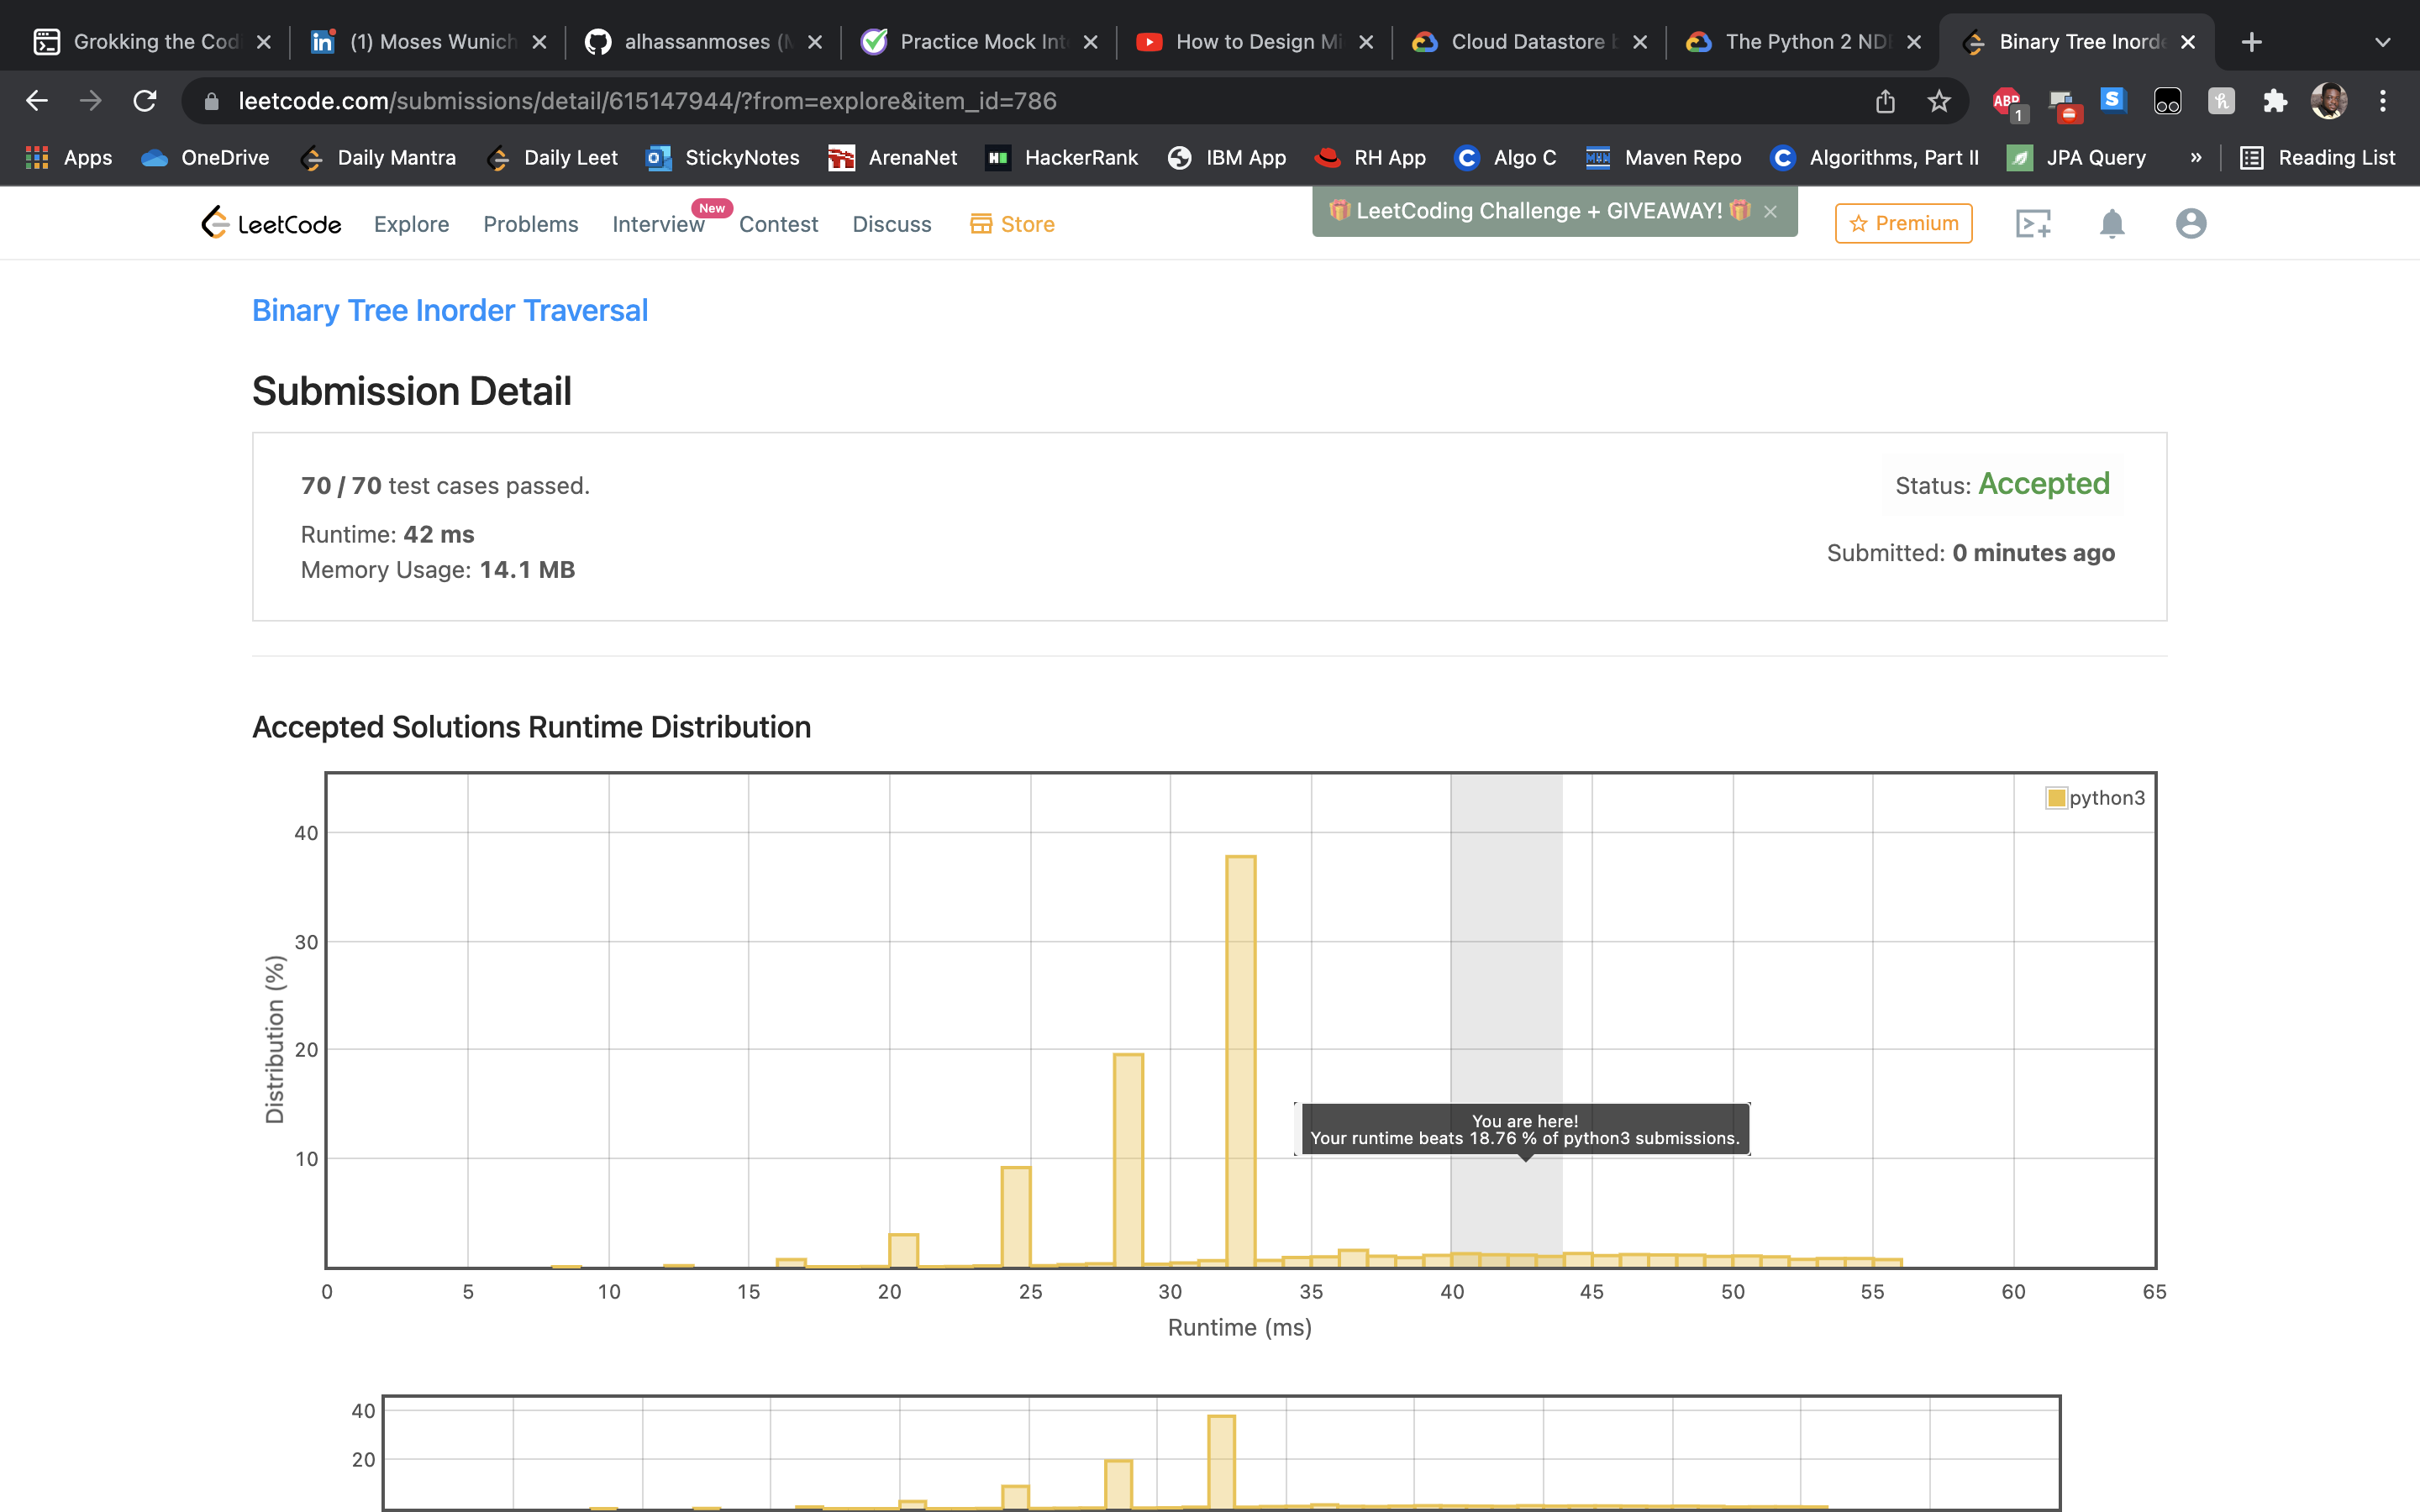 Grokking the Cod
(1) Moses Wunich
alhassanmoses (M
Practice Mock Int
How to Design Mi
Cloud Datastore b
The Python 2 NDB
Binary Tree Inorde
leetcode.com/submissions/detail/615147944/?from=explore&item_id=786
ABP
1
S
h
Apps
OneDrive
Daily Mantra
Daily Leet
StickyNotes
ArenaNet
HackerRank
IBM App
RH App
Algo C
Maven Repo
Algorithms, Part II
JPA Query
»
Reading List
LeetCode
Explore
Problems
Interview
New
Contest
Discuss
Store
LeetCoding Challenge + GIVEAWAY!
Premium
Binary Tree Inorder Traversal
Submission Detail
70 / 70 test cases passed.
Status: Accepted
Runtime: 42 ms
Submitted: 0 minutes ago
Memory Usage: 14.1 MB
Accepted Solutions Runtime Distribution
python3
40
30
20
10
Distribution (%)
You are here!
Your runtime beats 18.76 % of python3 submissions.
0 5 10 15 20 25 30 35 40 45 50 55 60 65
Runtime (ms)
40
20